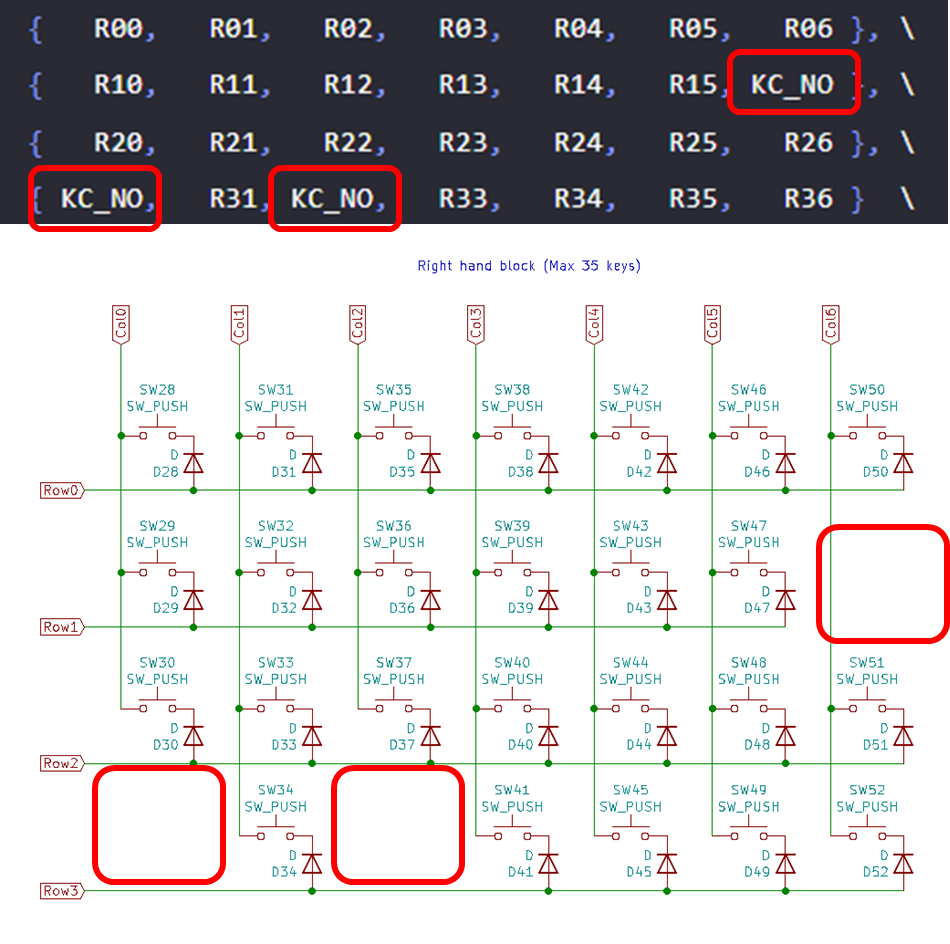 { R00, R01, R02, R03, R04, R05, R06 }, \
{ R10, R11, R12, R13, R14, R15, KC_NO }, \
{ R20, R21, R22, R23, R24, R25, R26 }, \
{ KC_NO, R31, KC_NO, R33, R34, R35, R36 } \
Right hand block (Max 35 keys)
Col0 Col1 Col2 Col3 Col4 Col5 Col6
SW28 SW31 SW35 SW38 SW42 SW46 SW50
SW_PUSH SW_PUSH SW_PUSH SW_PUSH SW_PUSH SW_PUSH SW_PUSH
D D D D D D D
D28 D31 D35 D38 D42 D46 D50
Row0
SW29 SW32 SW36 SW39 SW43 SW47
SW_PUSH SW_PUSH SW_PUSH SW_PUSH SW_PUSH SW_PUSH
D D D D D D
D29 D32 D36 D39 D43 D47
Row1
SW30 SW33 SW37 SW40 SW44 SW48 SW51
SW_PUSH SW_PUSH SW_PUSH SW_PUSH SW_PUSH SW_PUSH SW_PUSH
D D D D D D D
D30 D33 D37 D40 D44 D48 D51
Row2
SW34 SW41 SW45 SW49 SW52
SW_PUSH SW_PUSH SW_PUSH SW_PUSH SW_PUSH
D D D D D
D34 D41 D45 D49 D52
Row3